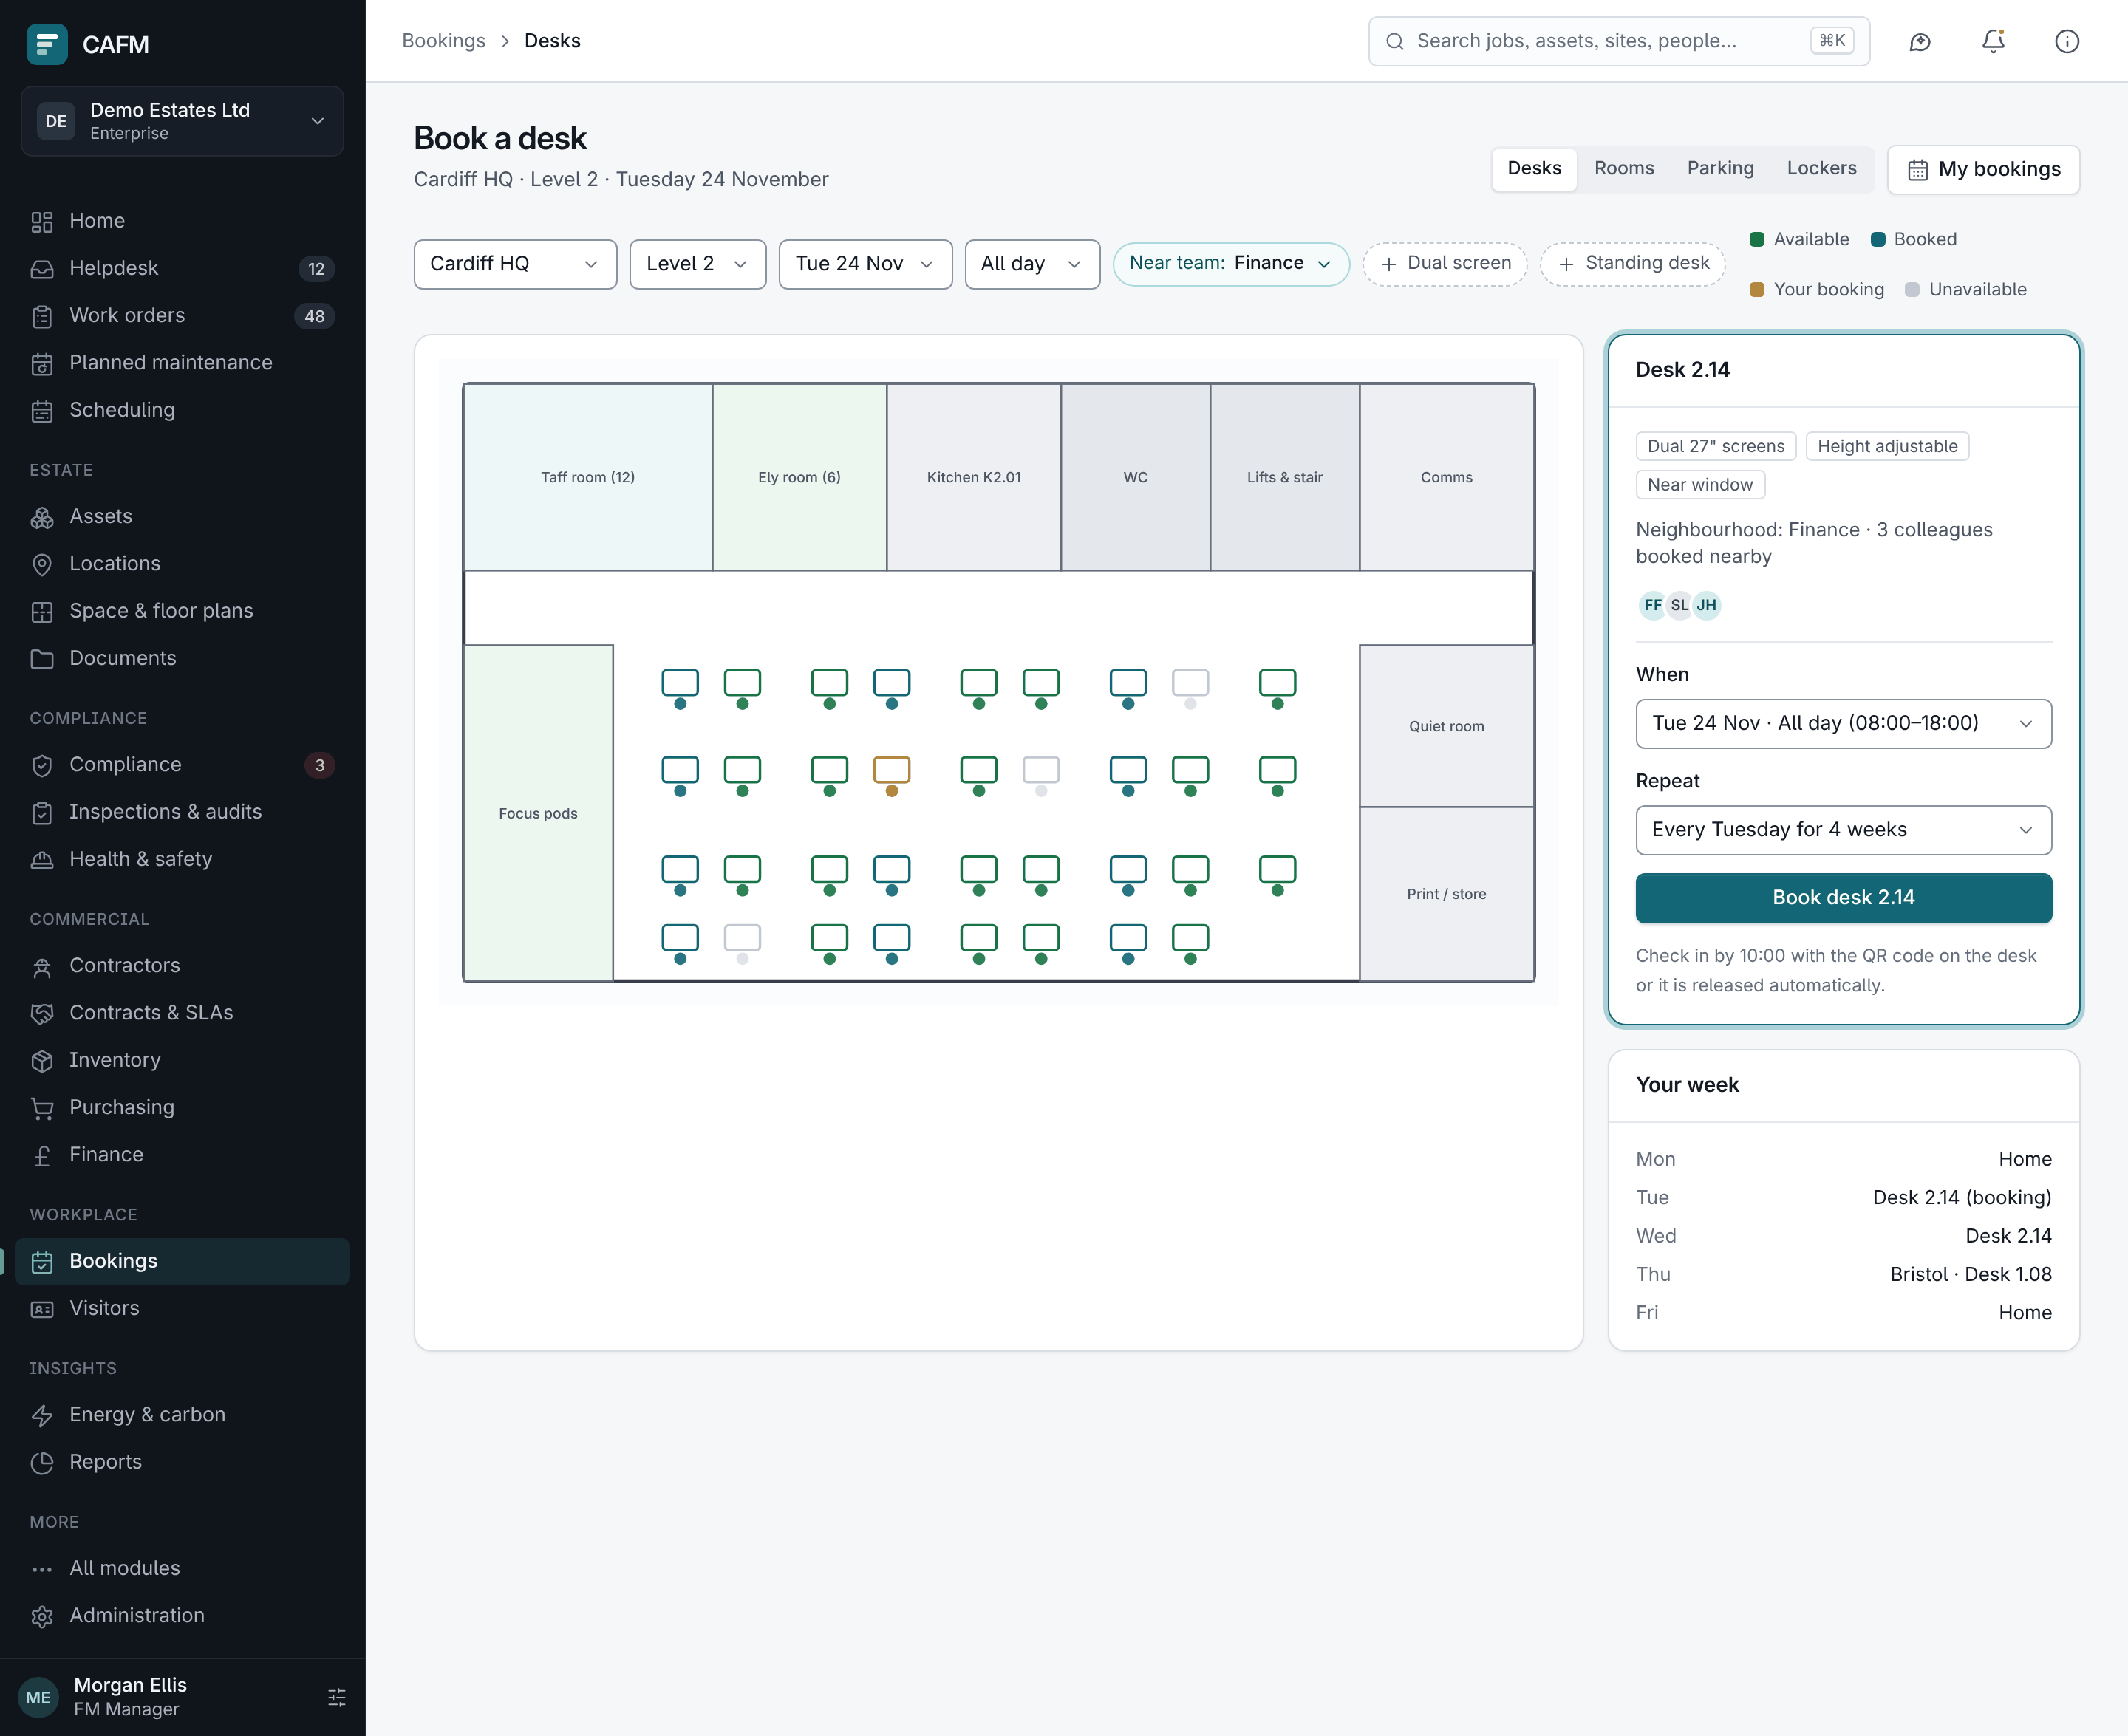 CAFM
DE
Demo Estates Ltd
Enterprise
Home
Helpdesk 12
Work orders 48
Planned maintenance
Scheduling
ESTATE
Assets
Locations
Space & floor plans
Documents
COMPLIANCE
Compliance 3
Inspections & audits
Health & safety
COMMERCIAL
Contractors
Contracts & SLAs
Inventory
Purchasing
Finance
WORKPLACE
Bookings
Visitors
INSIGHTS
Energy & carbon
Reports
MORE
All modules
Administration
ME
Morgan Ellis
FM Manager
Bookings > Desks
Search jobs, assets, sites, people... ⌘K
Book a desk
Cardiff HQ · Level 2 · Tuesday 24 November
Desks Rooms Parking Lockers
My bookings
Cardiff HQ
Level 2
Tue 24 Nov
All day
Near team: Finance
+ Dual screen
+ Standing desk
Available Booked
Your booking Unavailable
Taff room (12)
Ely room (6)
Kitchen K2.01
WC
Lifts & stair
Comms
Focus pods
Quiet room
Print / store
Desk 2.14
Dual 27" screens
Height adjustable
Near window
Neighbourhood: Finance · 3 colleagues
booked nearby
FF SL JH
When
Tue 24 Nov · All day (08:00–18:00)
Repeat
Every Tuesday for 4 weeks
Book desk 2.14
Check in by 10:00 with the QR code on the desk
or it is released automatically.
Your week
Mon Home
Tue Desk 2.14 (booking)
Wed Desk 2.14
Thu Bristol · Desk 1.08
Fri Home